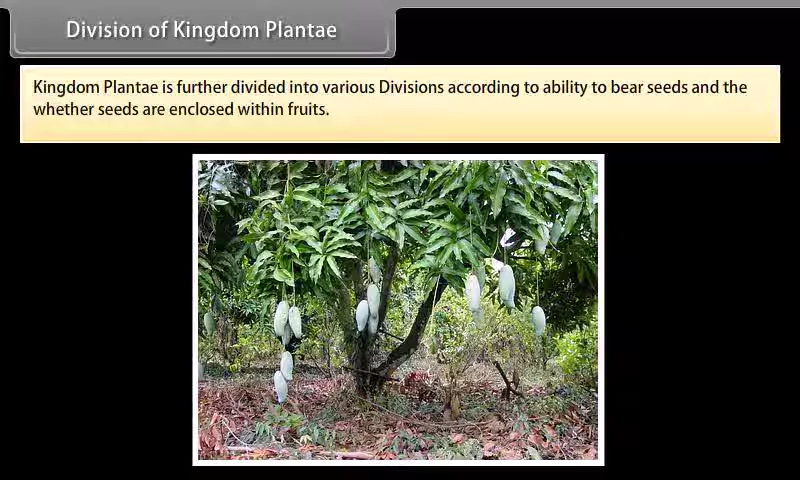 Division of Kingdom Plantae
Kingdom Plantae is further divided into various Divisions according to ability to bear seeds and the
whether seeds are enclosed within fruits.